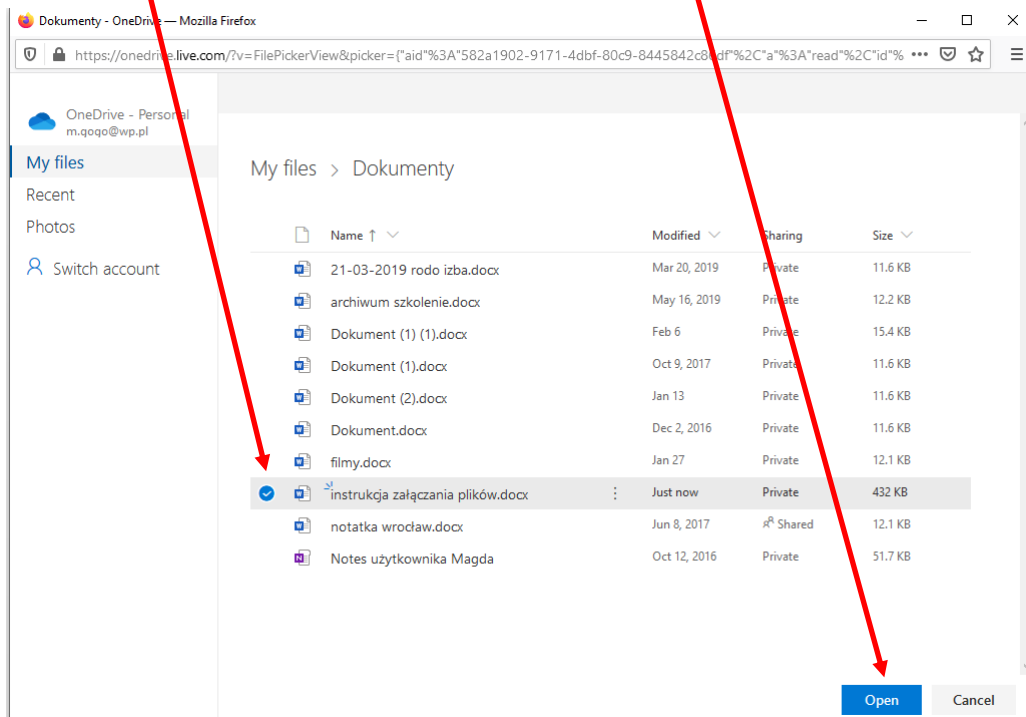 Dokumenty - OneDrive — Mozilla Firefox
https://onedrive.live.com/?v=FilePickerView&picker={"aid"%3A"582a1902-9171-4dbf-80c9-8445842c86df"%2C"a"%3A"read"%2C"id"%
OneDrive - Personal
m.gogo@wp.pl
My files
Recent
Photos
Switch account
My files > Dokumenty
Name ↑ Modified Sharing Size
21-03-2019 rodo izba.docx Mar 20, 2019 Private 11.6 KB
archiwum szkolenie.docx May 16, 2019 Private 12.2 KB
Dokument (1) (1).docx Feb 6 Private 15.4 KB
Dokument (1).docx Oct 9, 2017 Private 11.6 KB
Dokument (2).docx Jan 13 Private 11.6 KB
Dokument.docx Dec 2, 2016 Private 11.6 KB
filmy.docx Jan 27 Private 12.1 KB
instrukcja załączania plików.docx Just now Private 432 KB
notatka wrocław.docx Jun 8, 2017 Shared 12.1 KB
Notes użytkownika Magda Oct 12, 2016 Private 51.7 KB
Open Cancel